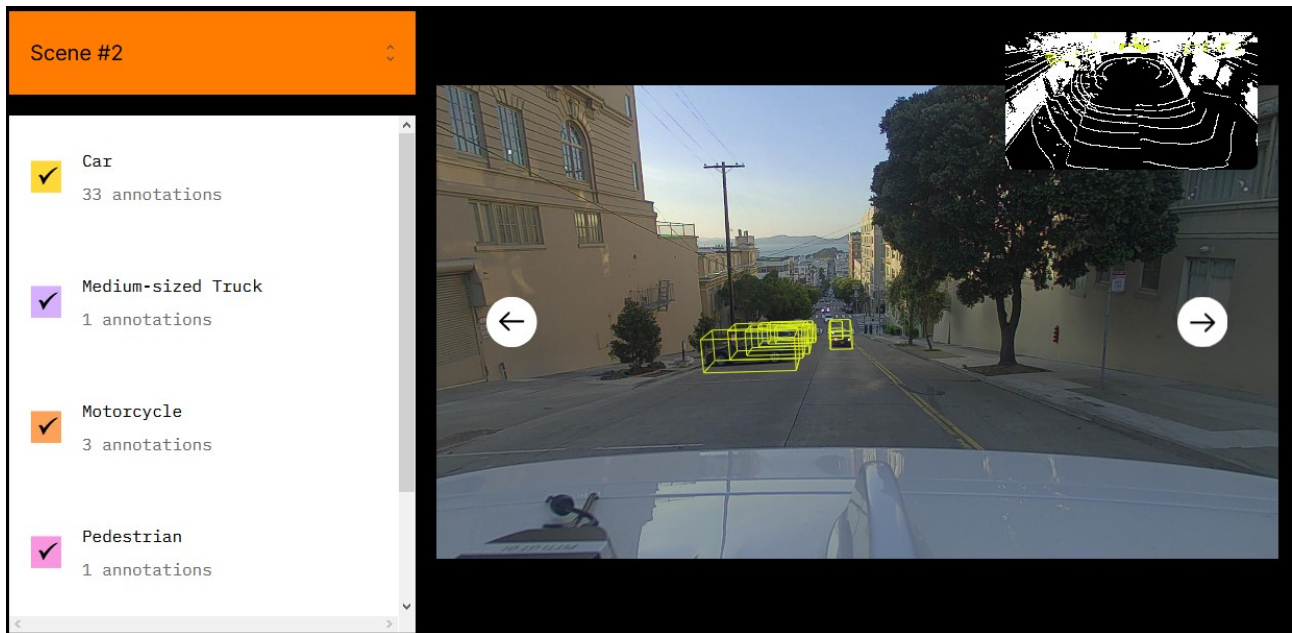 Scene #2
Car
33 annotations
Medium-sized Truck
1 annotations
Motorcycle
3 annotations
Pedestrian
1 annotations